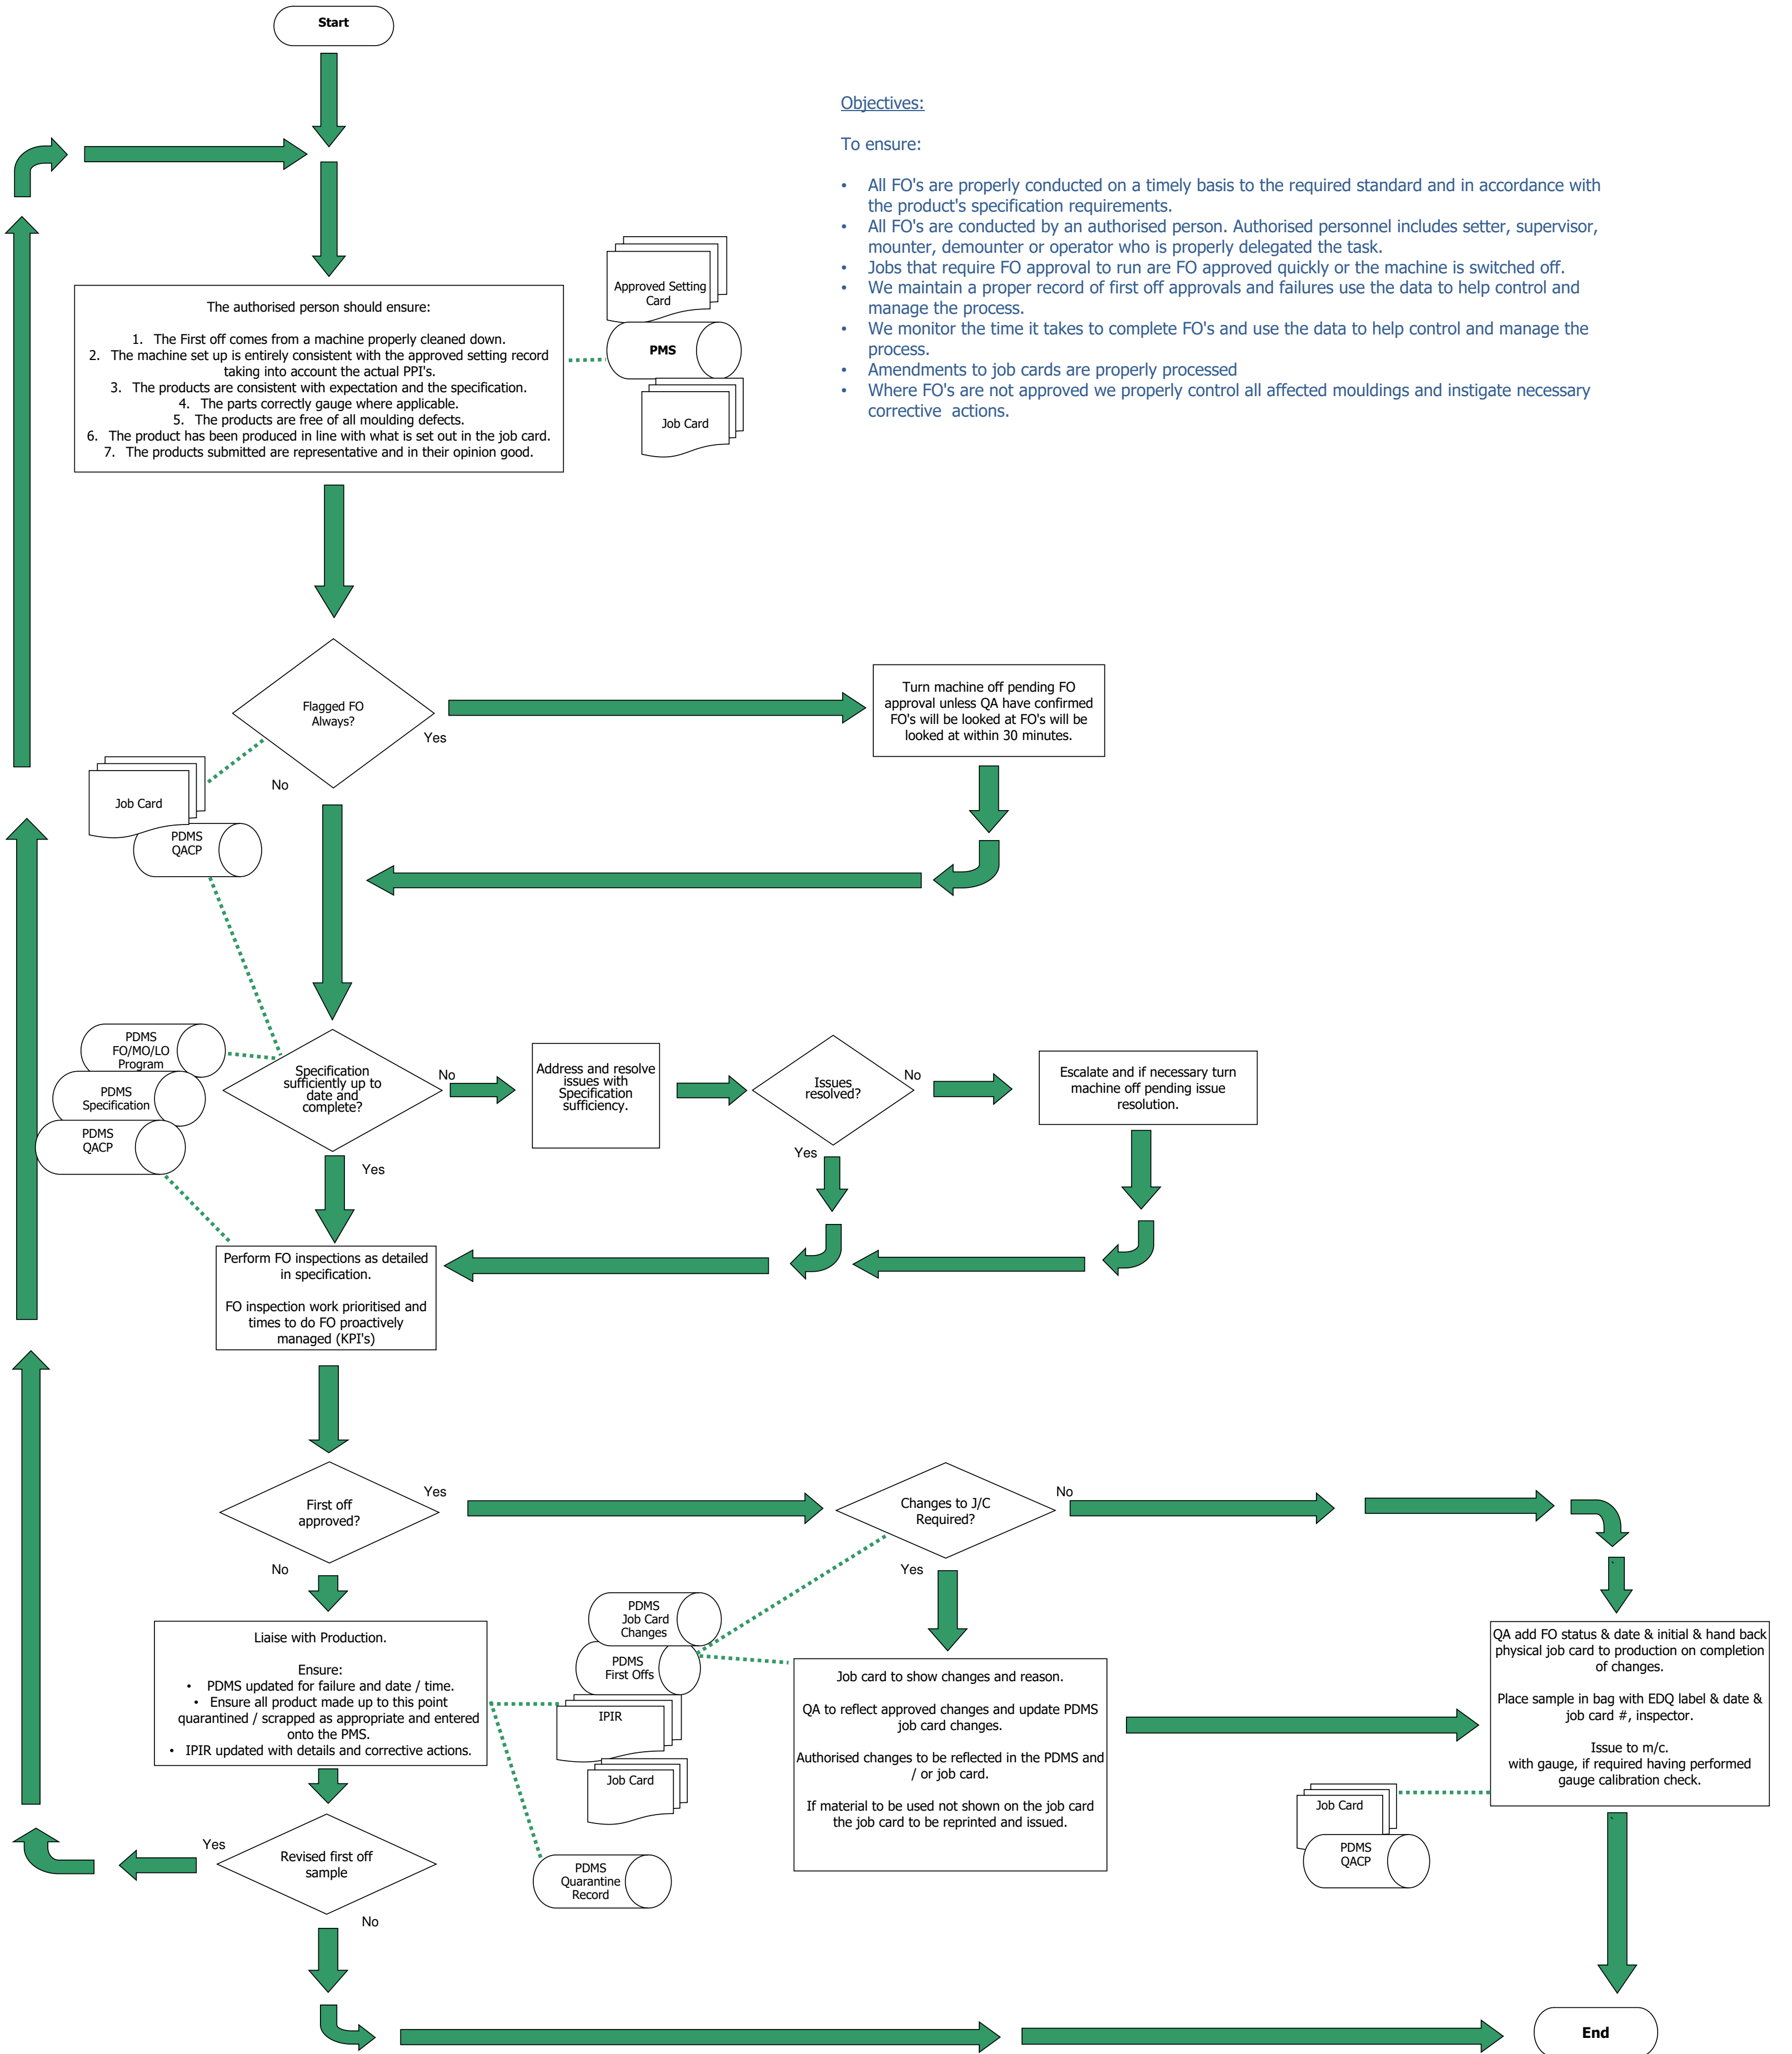 Start
Objectives:
To ensure:
• All FO's are properly conducted on a timely basis to the required standard and in accordance with
the product's specification requirements.
• All FO's are conducted by an authorised person. Authorised personnel includes setter, supervisor,
mounter, demounter or operator who is properly delegated the task.
• Jobs that require FO approval to run are FO approved quickly or the machine is switched off.
• We maintain a proper record of first off approvals and failures use the data to help control and
manage the process.
• We monitor the time it takes to complete FO's and use the data to help control and manage the
process.
• Amendments to job cards are properly processed
• Where FO's are not approved we properly control all affected mouldings and instigate necessary
corrective  actions.
The authorised person should ensure:
1. The First off comes from a machine properly cleaned down.
2. The machine set up is entirely consistent with the approved setting record
taking into account the actual PPI's.
3. The products are consistent with expectation and the specification.
4. The parts correctly gauge where applicable.
5. The products are free of all moulding defects.
6. The product has been produced in line with what is set out in the job card.
7. The products submitted are representative and in their opinion good.
Approved Setting
Card
PMS
Job Card
Flagged FO
Always?
Yes
No
Turn machine off pending FO
approval unless QA have confirmed
FO's will be looked at FO's will be
looked at within 30 minutes.
Job Card
PDMS
QACP
PDMS
FO/MO/LO
Program
PDMS
Specification
PDMS
QACP
Specification
sufficiently up to
date and
complete?
No
Yes
Address and resolve
issues with
Specification
sufficiency.
Issues
resolved?
No
Yes
Escalate and if necessary turn
machine off pending issue
resolution.
Perform FO inspections as detailed
in specification.
FO inspection work prioritised and
times to do FO proactively
managed (KPI's)
First off
approved?
Yes
No
Changes to J/C
Required?
No
Yes
Liaise with Production.
Ensure:
• PDMS updated for failure and date / time.
• Ensure all product made up to this point
quarantined / scrapped as appropriate and entered
onto the PMS.
• IPIR updated with details and corrective actions.
PDMS
Job Card
Changes
PDMS
First Offs
IPIR
Job Card
PDMS
Quarantine
Record
Job card to show changes and reason.
QA to reflect approved changes and update PDMS
job card changes.
Authorised changes to be reflected in the PDMS and
/ or job card.
If material to be used not shown on the job card
the job card to be reprinted and issued.
QA add FO status & date & initial & hand back
physical job card to production on completion
of changes.
Place sample in bag with EDQ label & date &
job card #, inspector.
Issue to m/c.
with gauge, if required having performed
gauge calibration check.
Job Card
PDMS
QACP
Revised first off
sample
Yes
No
End